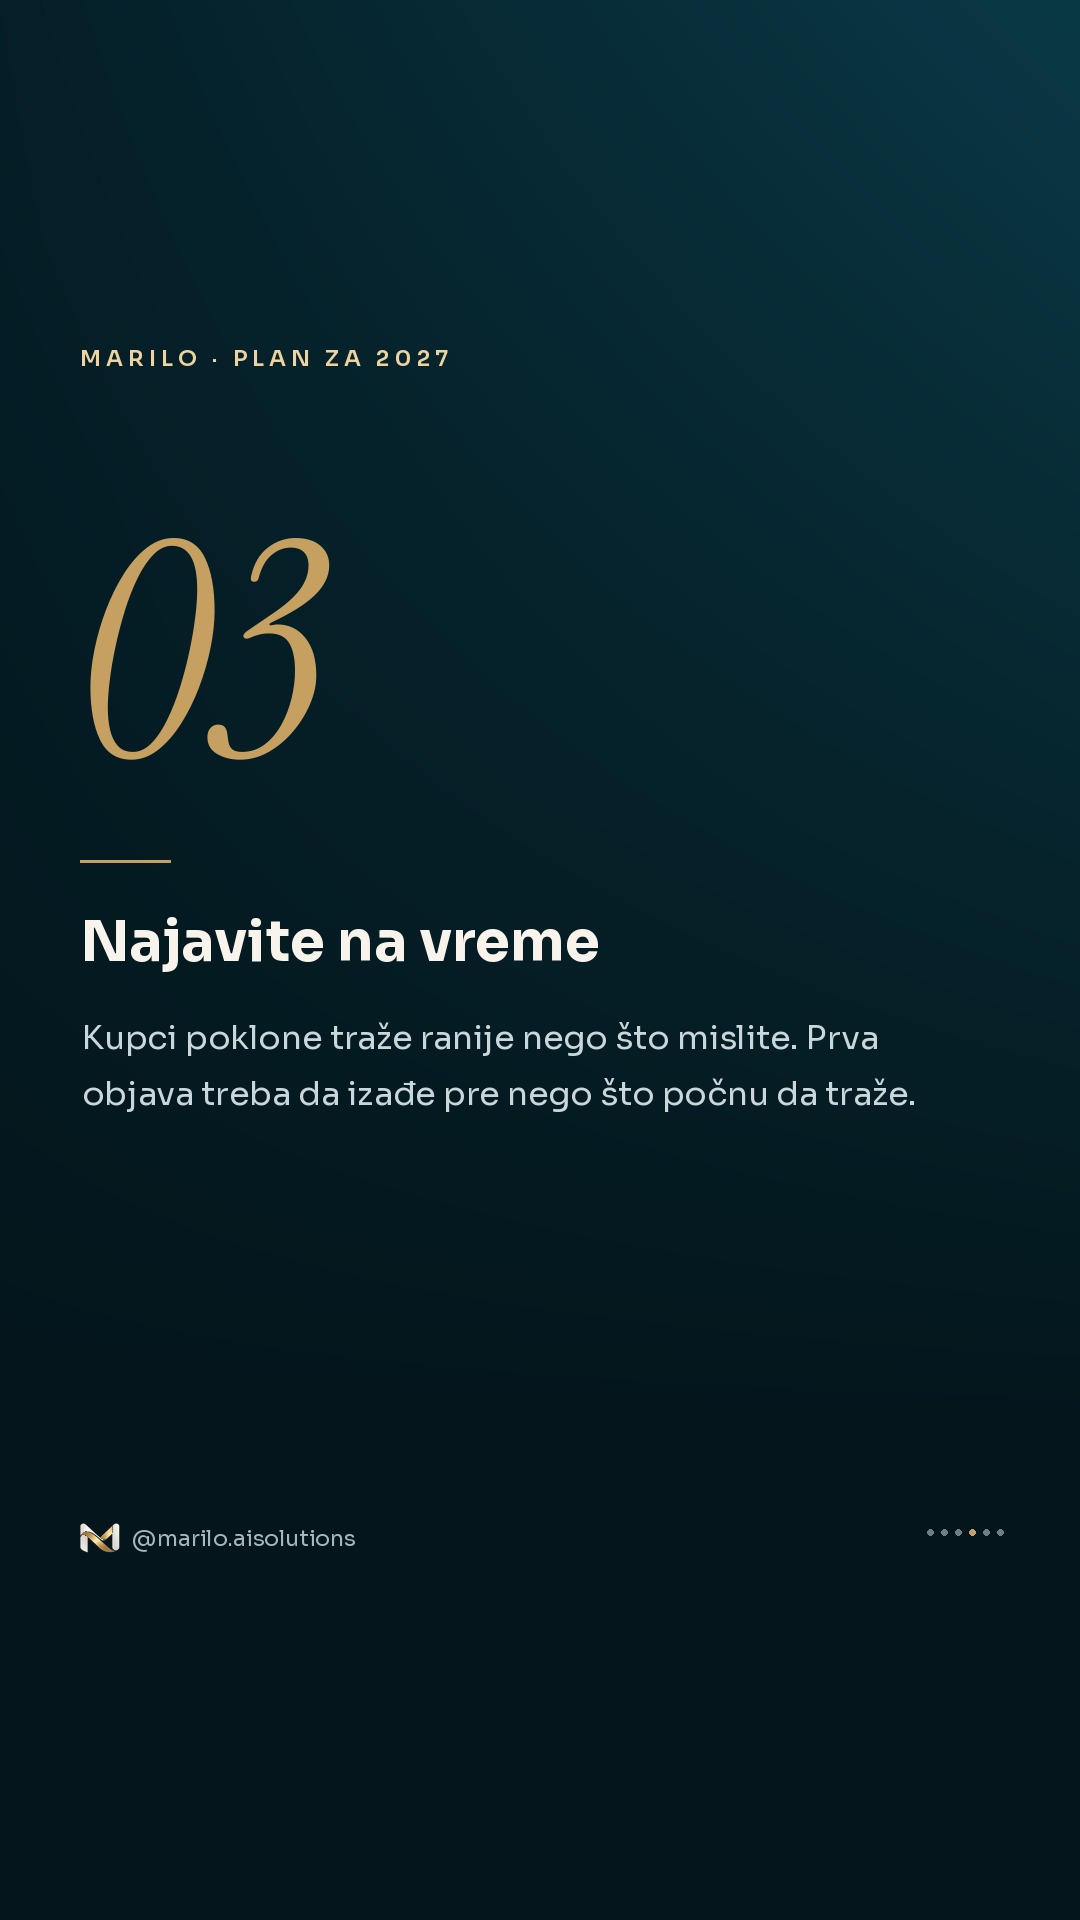 MARILO · PLAN ZA 2027
03
Najavite na vreme
Kupci poklone traže ranije nego što mislite. Prva
objava treba da izađe pre nego što počnu da traže.
@marilo.aisolutions